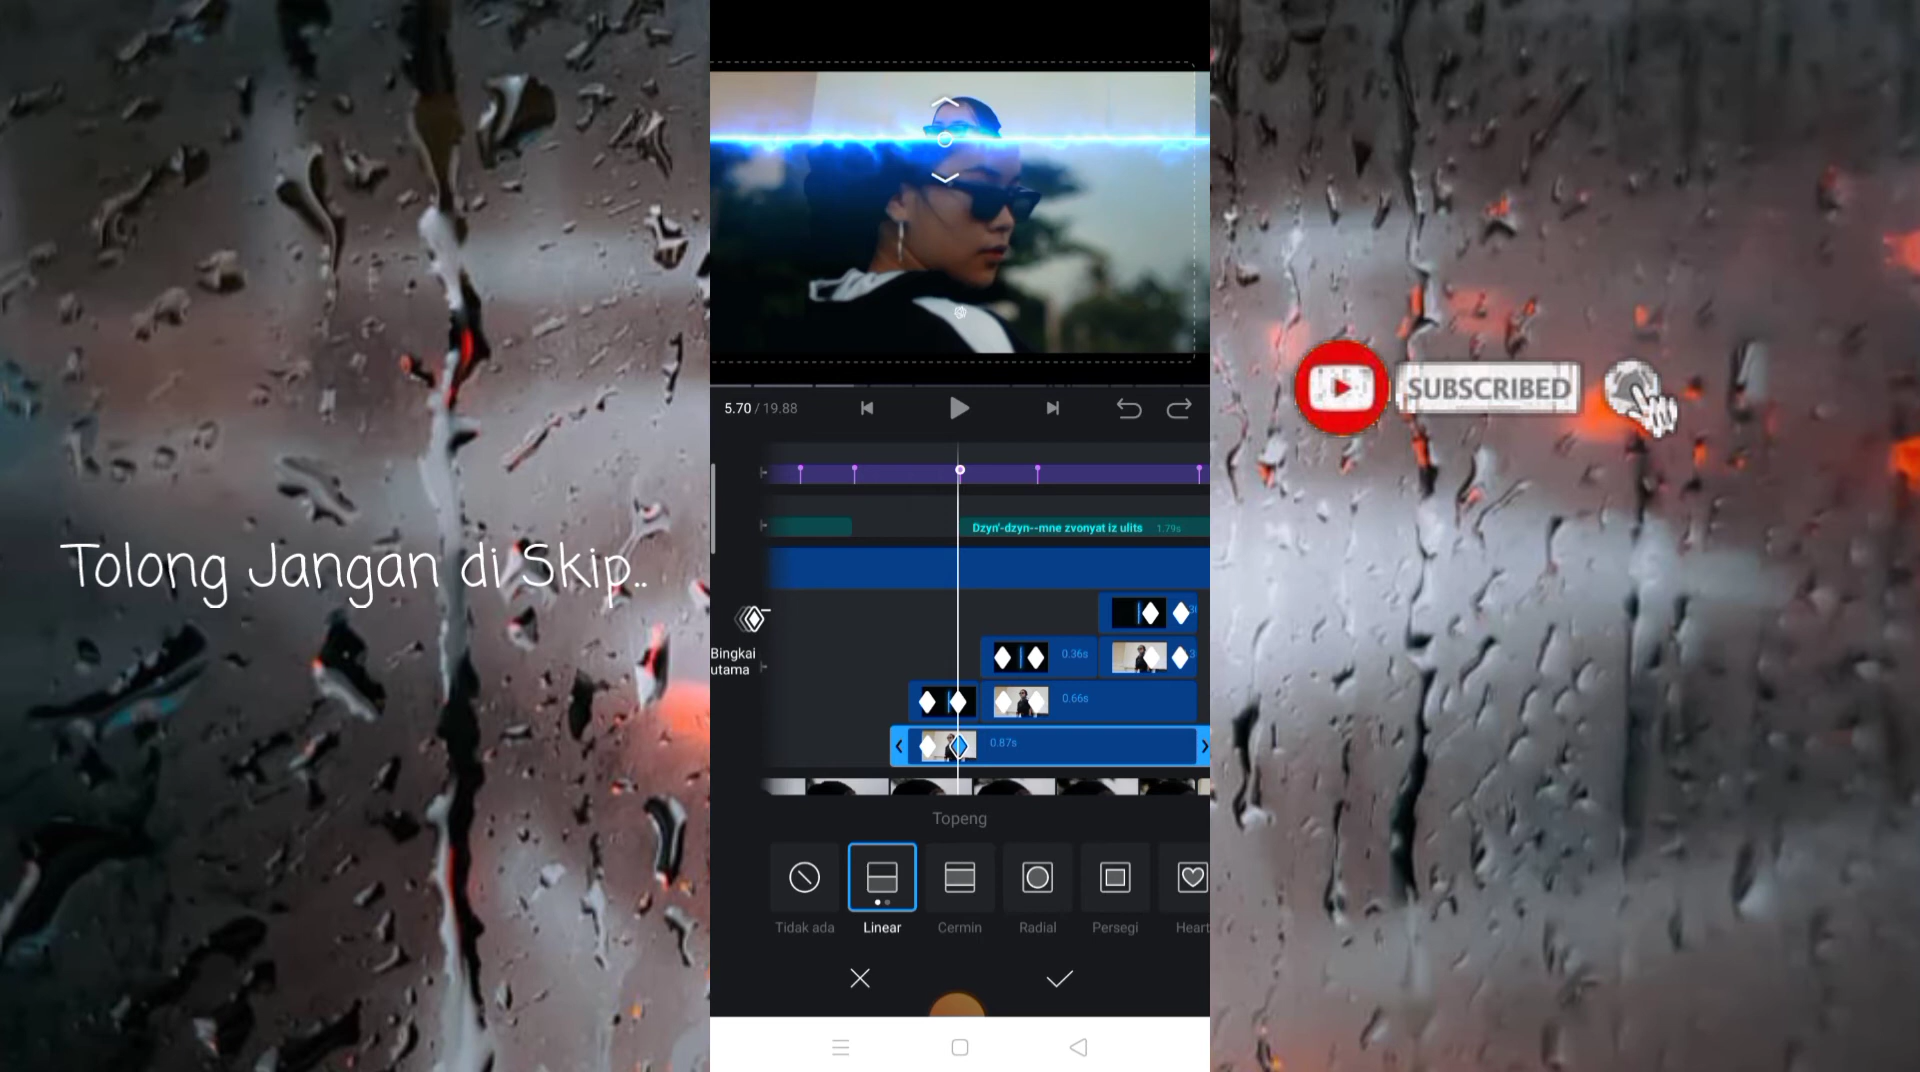 Tolong Jangan di Skip..
5.70 / 19.88
Dzyn'-dzyn--mne zvonyat iz ulits 1.79s
Bingkai
utama
0.36s
0.66s
0.87s
Topeng
Tidak ada
Linear
Cermin
Radial
Persegi
Heart
SUBSCRIBED